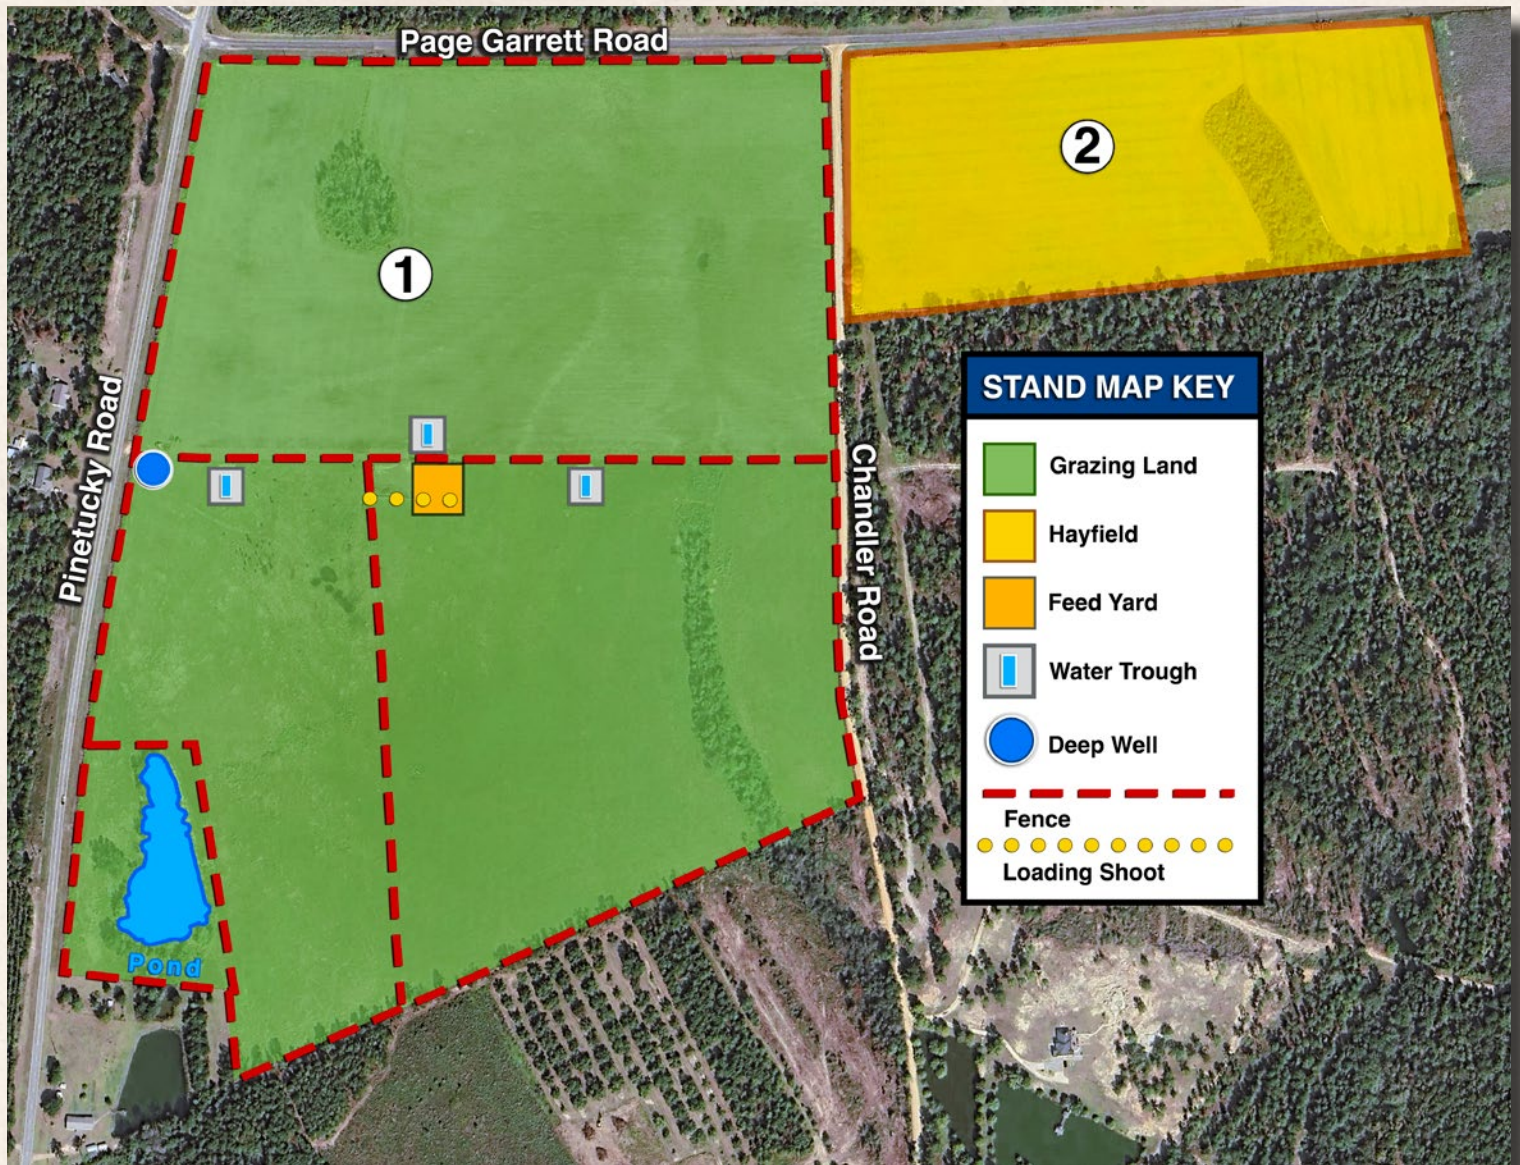 Page Garrett Road
2
1
Pinetucky Road
Chandler Road
Pond
STAND MAP KEY
Grazing Land
Hayfield
Feed Yard
Water Trough
Deep Well
Fence
Loading Shoot